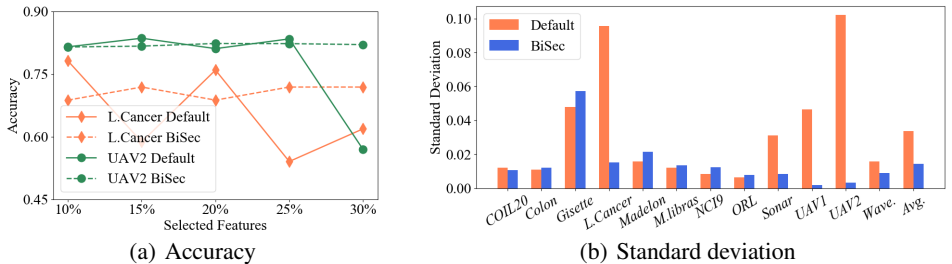 0.90
0.75
0.60
0.45
Accuracy
L.Cancer Default
L.Cancer BiSec
UAV2 Default
UAV2 BiSec
10% 15% 20% 25% 30%
Selected Features
(a) Accuracy
0.10
0.08
0.06
0.04
0.02
0.00
Standard Deviation
Default
BiSec
COIL20 Colon Gisette L.Cancer Madelon M.libras NCI9 ORL Sonar UAV1 UAV2 Wave. Avg.
(b) Standard deviation